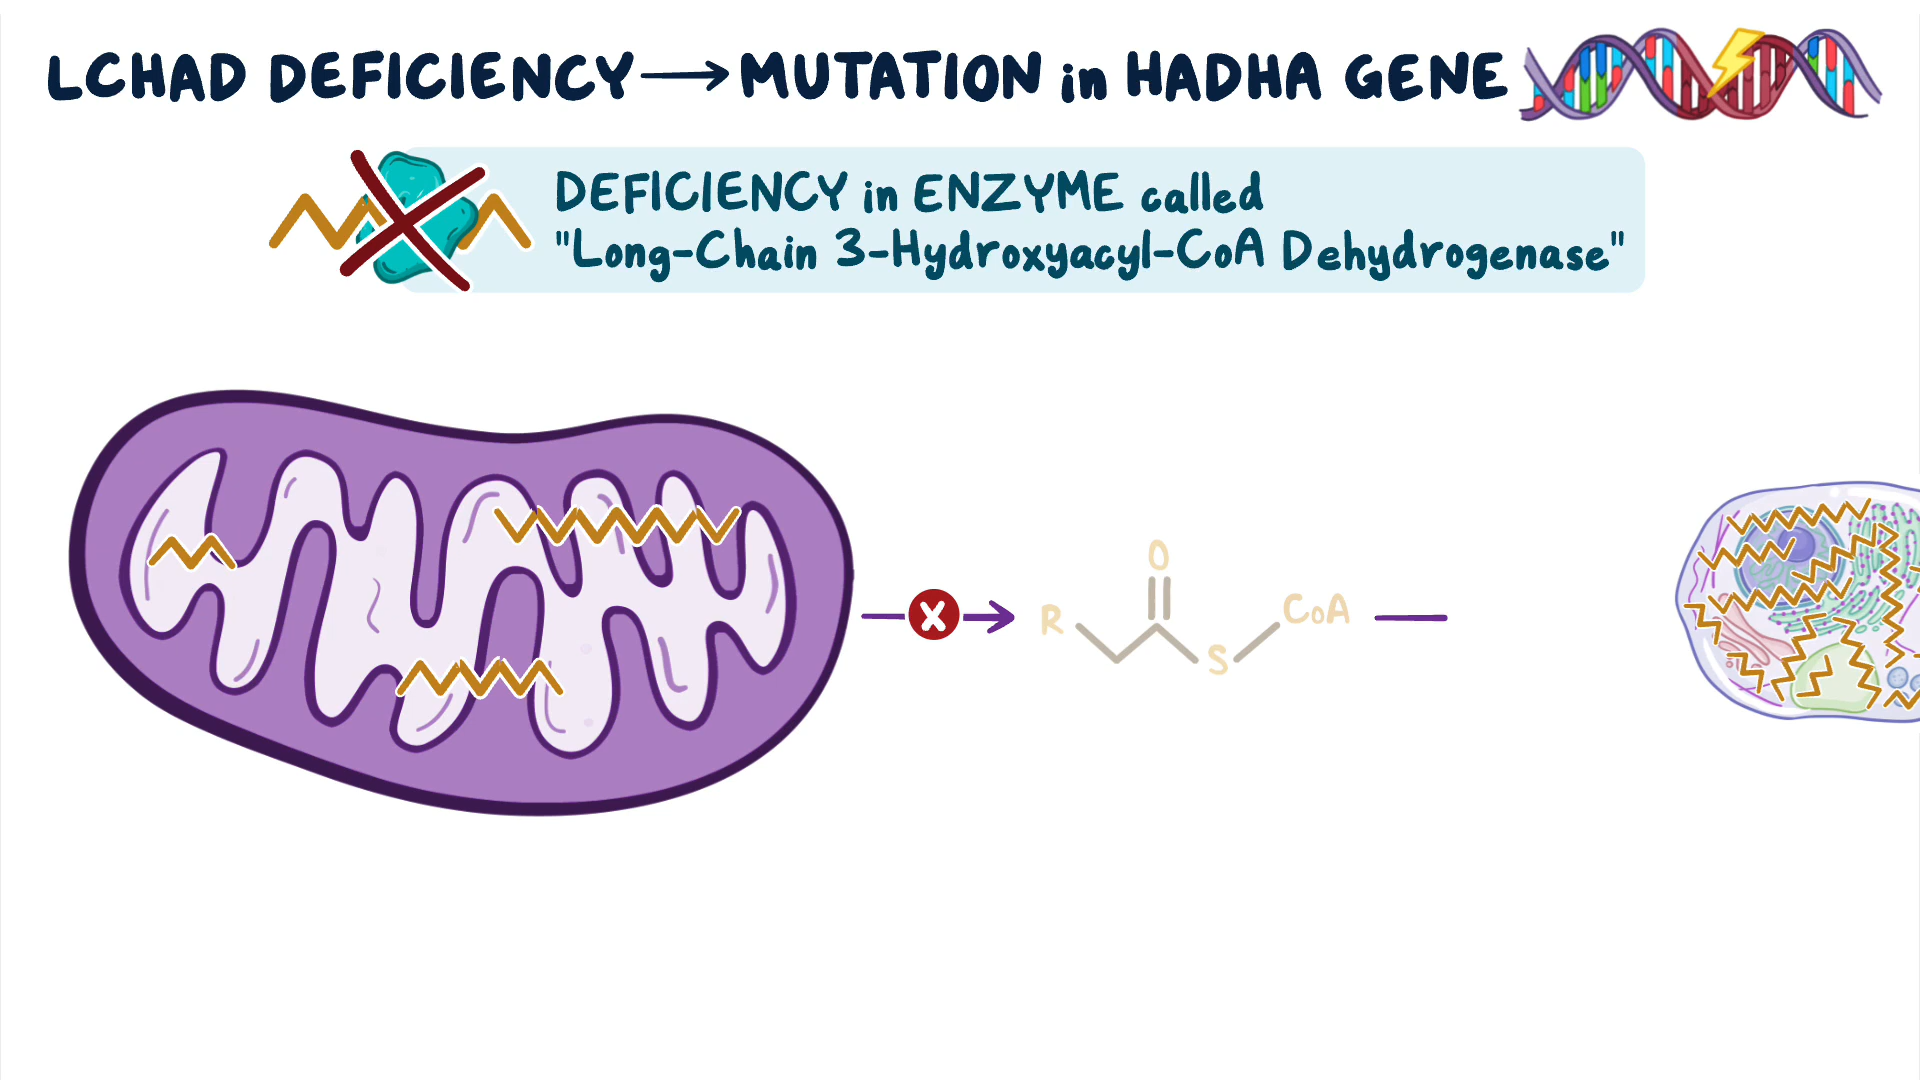 LCHAD DEFICIENCY → MUTATION in HADHA GENE
DEFICIENCY in ENZYME called
"Long-Chain 3-Hydroxyacyl-CoA Dehydrogenase"
X
O
R
CoA
S